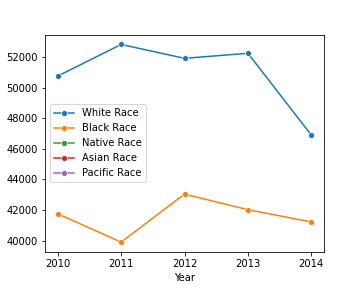 52000
50000
48000
46000
44000
42000
40000
White Race
Black Race
Native Race
Asian Race
Pacific Race
2010 2011 2012 2013 2014
Year